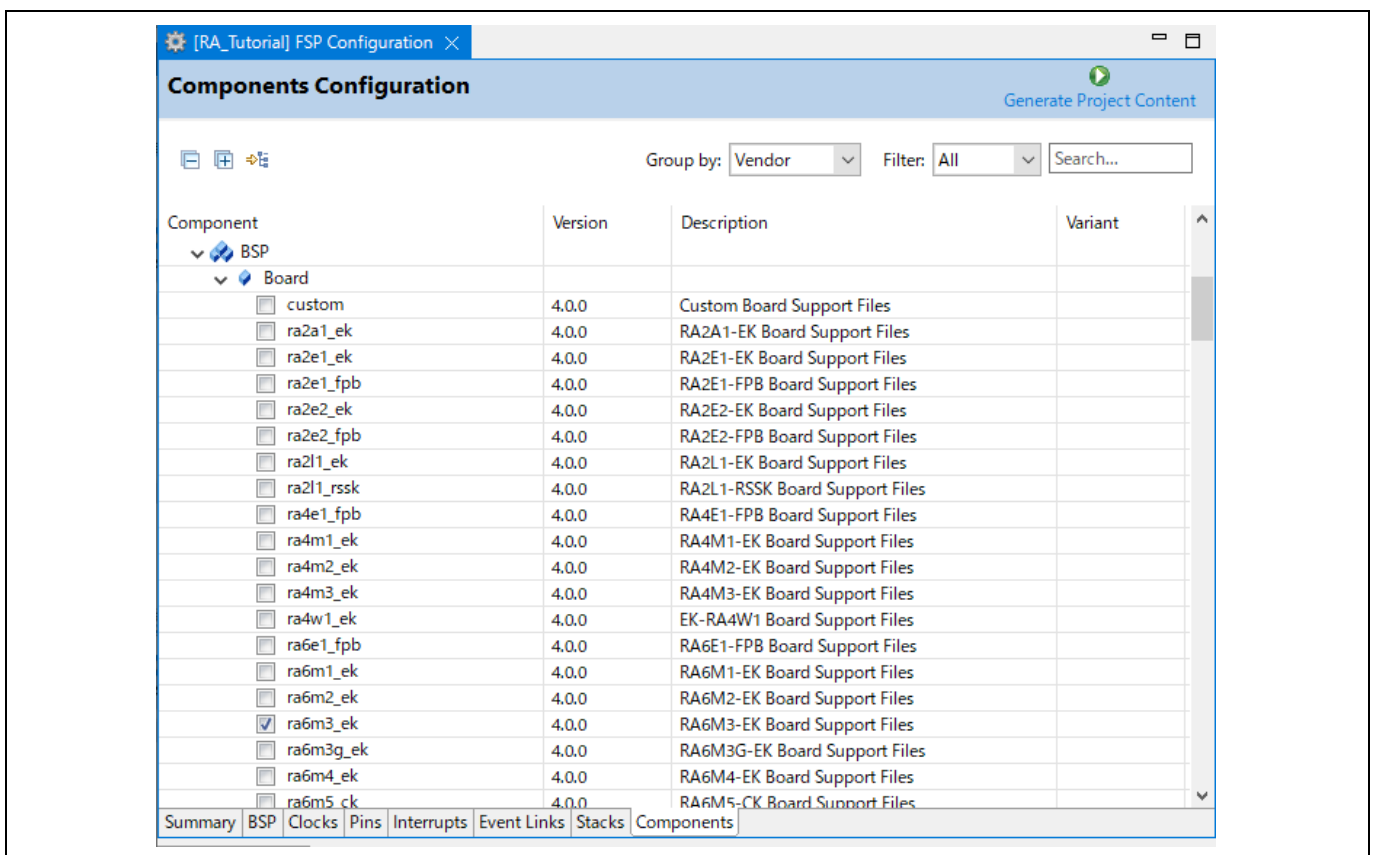 [RA_Tutorial] FSP Configuration
Components Configuration
Generate Project Content
Group by: Vendor Filter: All Search...
Component Version Description Variant
BSP
Board
custom 4.0.0 Custom Board Support Files
ra2a1_ek 4.0.0 RA2A1-EK Board Support Files
ra2e1_ek 4.0.0 RA2E1-EK Board Support Files
ra2e1_fpb 4.0.0 RA2E1-FPB Board Support Files
ra2e2_ek 4.0.0 RA2E2-EK Board Support Files
ra2e2_fpb 4.0.0 RA2E2-FPB Board Support Files
ra2l1_ek 4.0.0 RA2L1-EK Board Support Files
ra2l1_rssk 4.0.0 RA2L1-RSSK Board Support Files
ra4e1_fpb 4.0.0 RA4E1-FPB Board Support Files
ra4m1_ek 4.0.0 RA4M1-EK Board Support Files
ra4m2_ek 4.0.0 RA4M2-EK Board Support Files
ra4m3_ek 4.0.0 RA4M3-EK Board Support Files
ra4w1_ek 4.0.0 EK-RA4W1 Board Support Files
ra6e1_fpb 4.0.0 RA6E1-FPB Board Support Files
ra6m1_ek 4.0.0 RA6M1-EK Board Support Files
ra6m2_ek 4.0.0 RA6M2-EK Board Support Files
ra6m3_ek 4.0.0 RA6M3-EK Board Support Files
ra6m3g_ek 4.0.0 RA6M3G-EK Board Support Files
ra6m4_ek 4.0.0 RA6M4-EK Board Support Files
ra6m5_ck 4.0.0 RA6M5-CK Board Support Files
Summary BSP Clocks Pins Interrupts Event Links Stacks Components